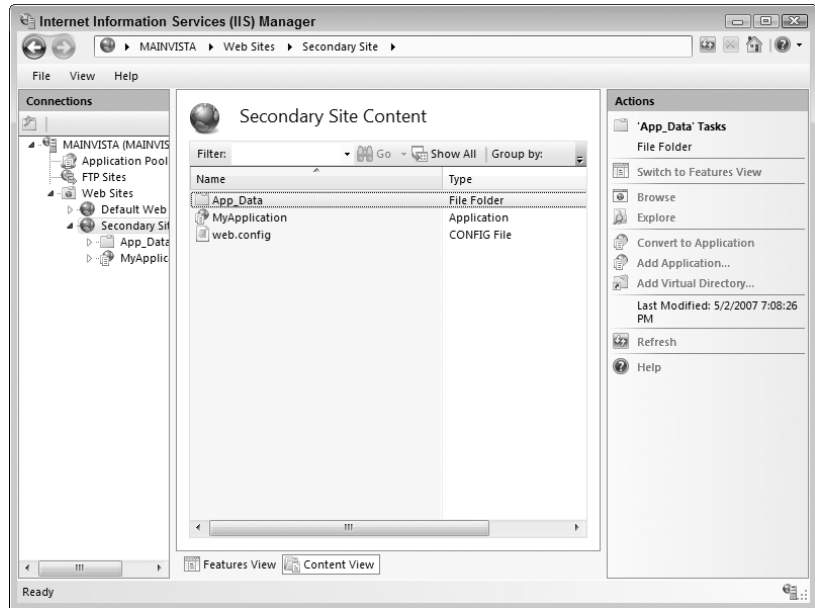 Internet Information Services (IIS) Manager
MAINVISTA Web Sites Secondary Site
File View Help
Connections
MAINVISTA (MAINVIS
Application Pool
FTP Sites
Web Sites
Default Web
Secondary Sit
App_Data
MyApplic
Secondary Site Content
Filter: Go Show All Group by:
Name Type
App_Data File Folder
MyApplication Application
web.config CONFIG File
Features View Content View
Actions
'App_Data' Tasks
File Folder
Switch to Features View
Browse
Explore
Convert to Application
Add Application...
Add Virtual Directory...
Last Modified: 5/2/2007 7:08:26
PM
Refresh
Help
Ready